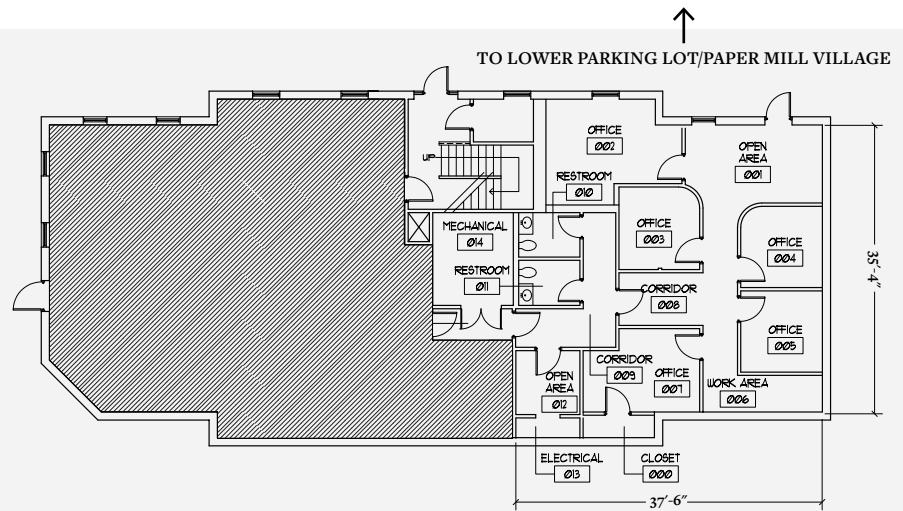 TO LOWER PARKING LOT/PAPER MILL VILLAGE
OFFICE
002
OPEN
AREA
001
UP
RESTROOM
010
MECHANICAL
014
OFFICE
003
OFFICE
004
RESTROOM
011
CORRIDOR
008
OFFICE
005
35'-4"
CORRIDOR
009
OFFICE
007
WORK AREA
006
OPEN
AREA
012
ELECTRICAL
013
CLOSET
000
37'-6"